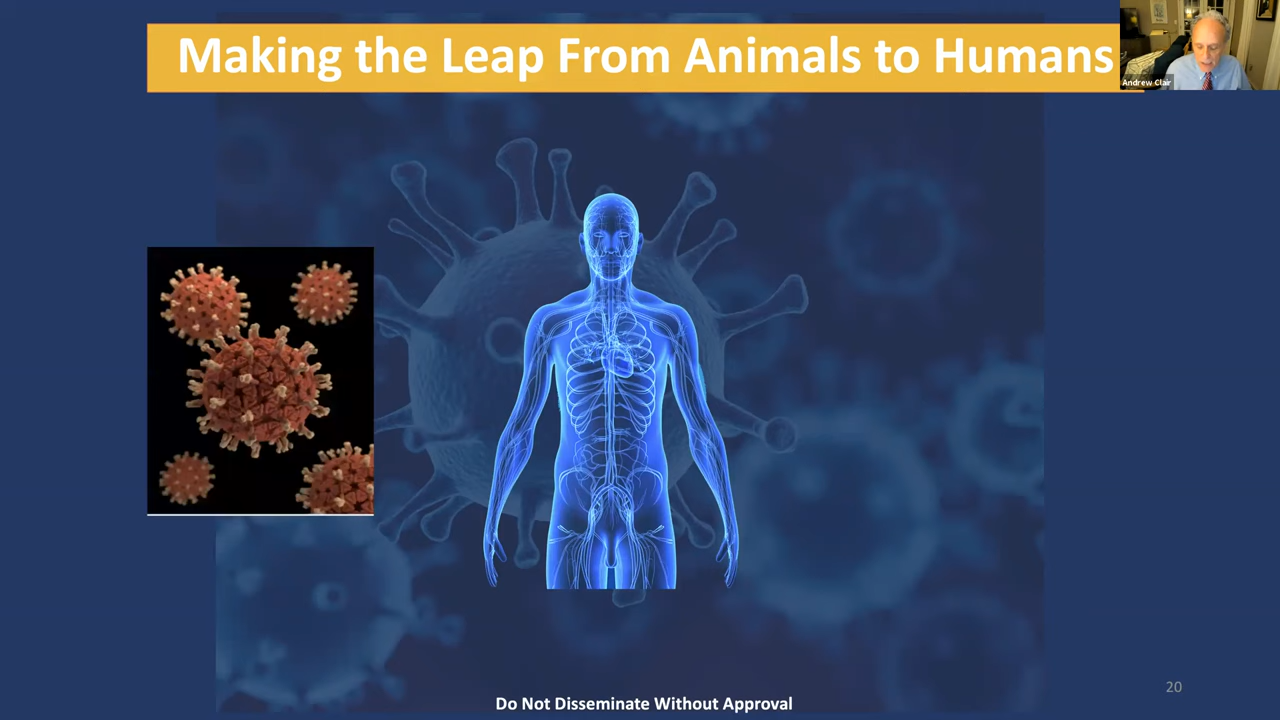 Making the Leap From Animals to Humans
Andrew Clair
Do Not Disseminate Without Approval
20